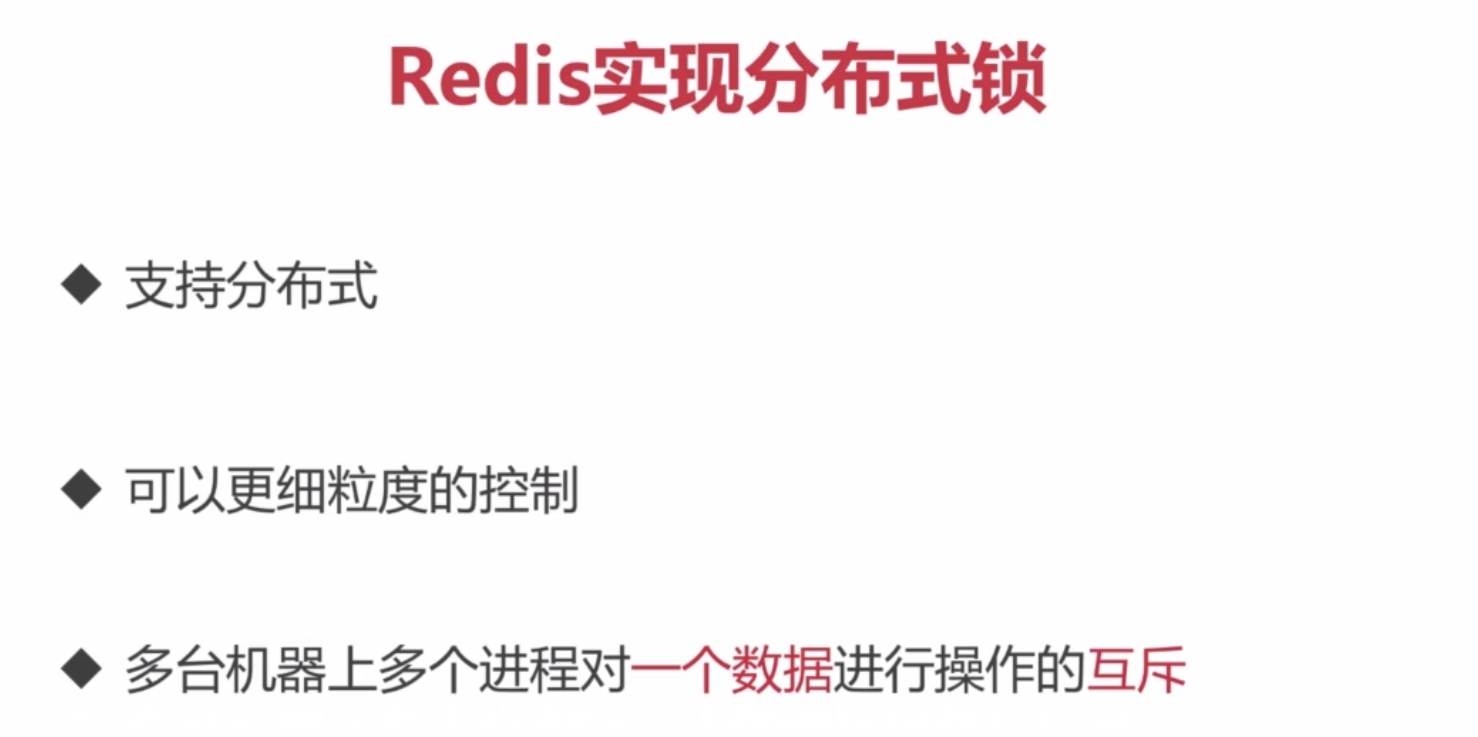 Redis实现分布式锁
支持分布式
可以更细粒度的控制
多台机器上多个进程对一个数据进行操作的互斥